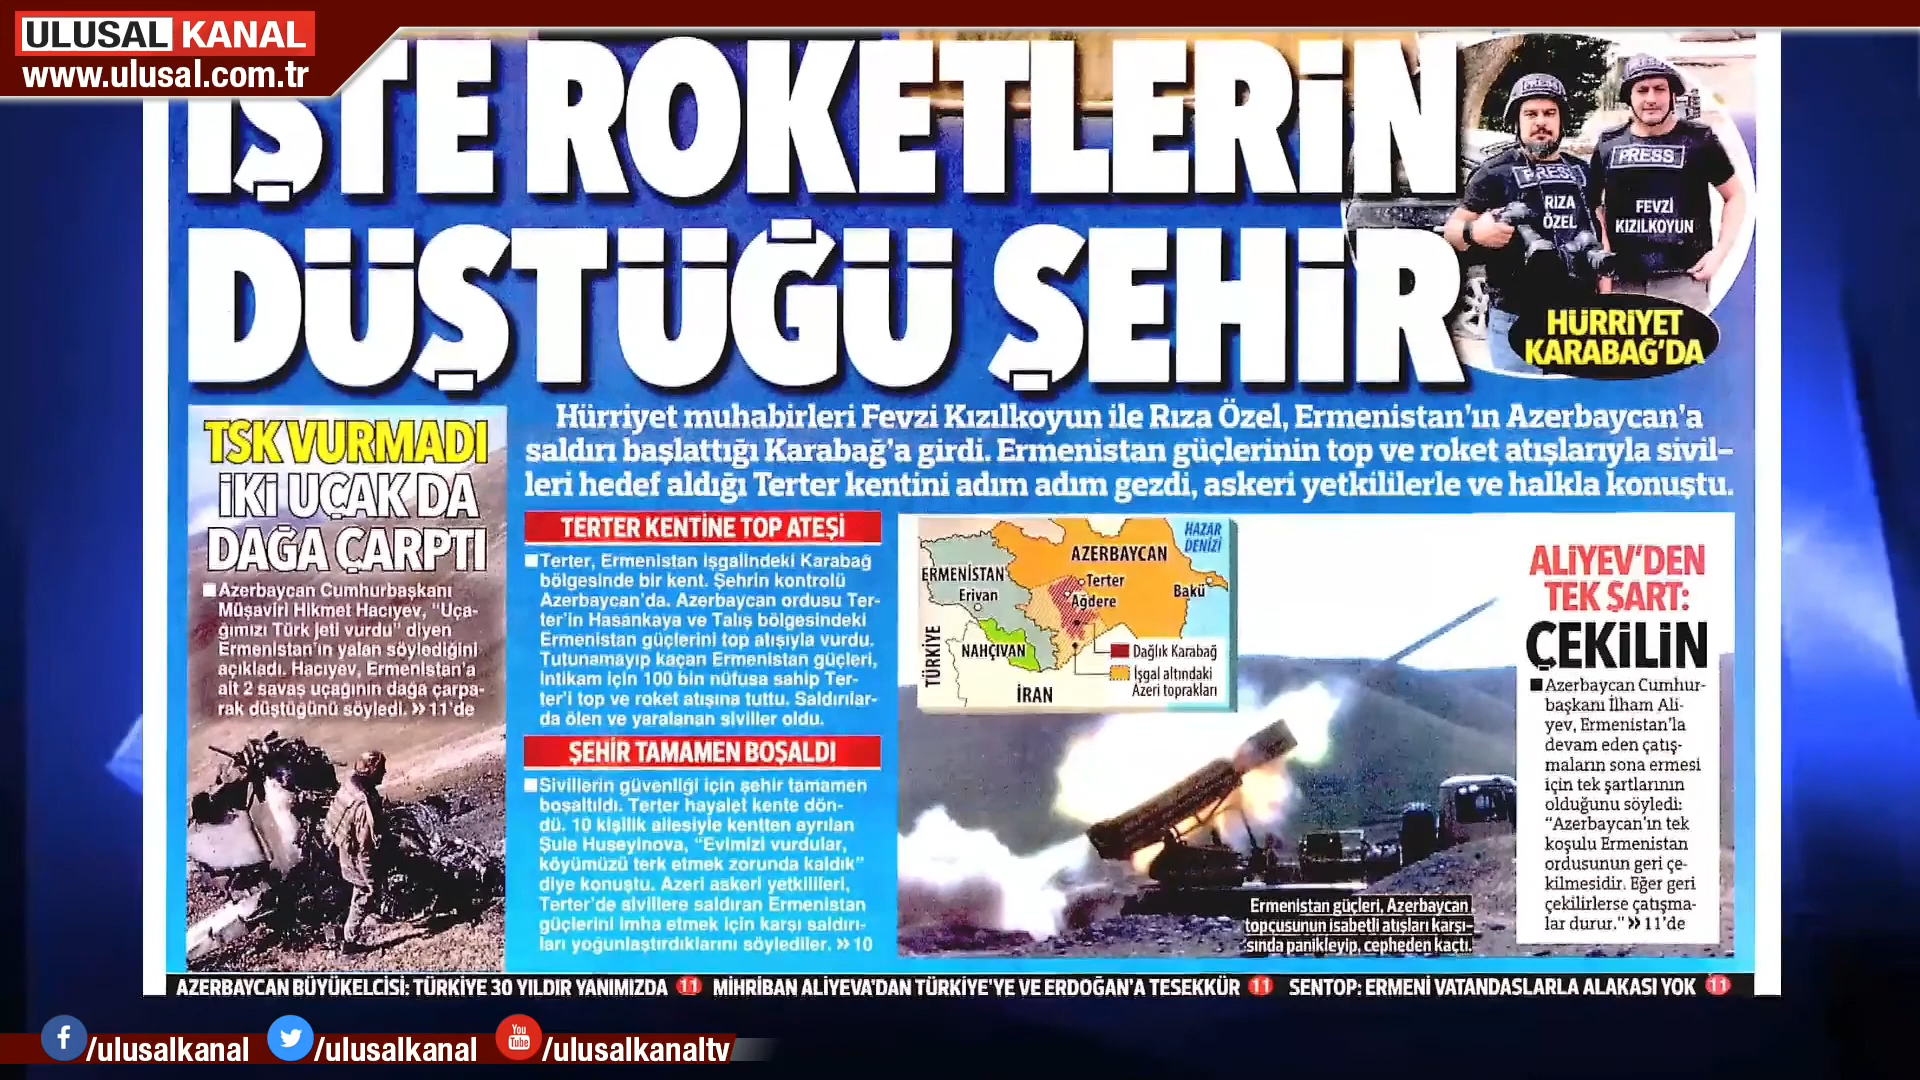 ULUSAL KANAL
www.ulusal.com.tr
İŞTE ROKETLERİN
DÜŞTÜĞÜ ŞEHİR
PRESS
PRESS
PRESS
PRESS
RIZA
ÖZEL
FEVZİ
KIZILKOYUN
HÜRRİYET
KARABAĞ'DA
Hürriyet muhabirleri Fevzi Kızılkoyun ile Rıza Özel, Ermenistan'ın Azerbaycan'a
saldırı başlattığı Karabağ'a girdi. Ermenistan güçlerinin top ve roket atışlarıyla sivil-
leri hedef aldığı Terter kentini adım adım gezdi, askeri yetkililerle ve halkla konuştu.
TSK VURMADI
İKİ UÇAK DA
DAĞA ÇARPTI
Azerbaycan Cumhurbaşkanı
Müşaviri Hikmet Hacıyev, "Uça-
ğımızı Türk jeti vurdu" diyen
Ermenistan'ın yalan söylediğini
açıkladı. Hacıyev, Ermenistan'a
ait 2 savaş uçağının dağa çarpa-
rak düştüğünü söyledi. » 11'de
TERTER KENTİNE TOP ATEŞİ
Terter, Ermenistan işgalindeki Karabağ
bölgesinde bir kent. Şehrin kontrolü
Azerbaycan'da. Azerbaycan ordusu Ter-
ter'in Hasankaya ve Talış bölgesindeki
Ermenistan güçlerini top atışıyla vurdu.
Tutunamayıp kaçan Ermenistan güçleri,
intikam için 100 bin nüfusa sahip Ter-
ter'i top ve roket atışına tuttu. Saldırılar-
da ölen ve yaralanan siviller oldu.
ŞEHİR TAMAMEN BOŞALDI
Sivillerin güvenliği için şehir tamamen
boşaltıldı. Terter hayalet kente dön-
dü. 10 kişilik ailesiyle kentten ayrılan
Şule Huseyinova, "Evimizi vurdular,
köyümüzü terk etmek zorunda kaldık"
diye konuştu. Azeri askeri yetkilileri,
Terter'de sivillere saldıran Ermenistan
güçlerini imha etmek için karşı saldırı-
ları yoğunlaştırdıklarını söylediler. » 10
HAZAR
DENİZİ
AZERBAYCAN
ERMENİSTAN
Erivan
Terter
Ağdere
Bakü
TÜRKİYE
NAHÇIVAN
İRAN
Dağlık Karabağ
İşgal altındaki
Azeri toprakları
Ermenistan güçleri, Azerbaycan
topçusunun isabetli atışları karşı-
sında panikleyip, cepheden kaçtı.
ALİYEV'DEN
TEK ŞART:
ÇEKİLİN
Azerbaycan Cumhur-
başkanı İlham Ali-
yev, Ermenistan'la
devam eden çatış-
maların sona ermesi
için tek şartlarının
olduğunu söyledi:
"Azerbaycan'ın tek
koşulu Ermenistan
ordusunun geri çe-
kilmesidir. Eğer geri
çekilirlerse çatışma-
lar durur." » 11'de
AZERBAYCAN BÜYÜKELÇİSİ: TÜRKİYE 30 YILDIR YANIMIZDA 11 MİHRİBAN ALİYEVA'DAN TÜRKİYE'YE VE ERDOĞAN'A TESEKKÜR 11 SENTOP: ERMENİ VATANDASLARLA ALAKASI YOK 11
f /ulusalkanal /ulusalkanal You Tube /ulusalkanaltv